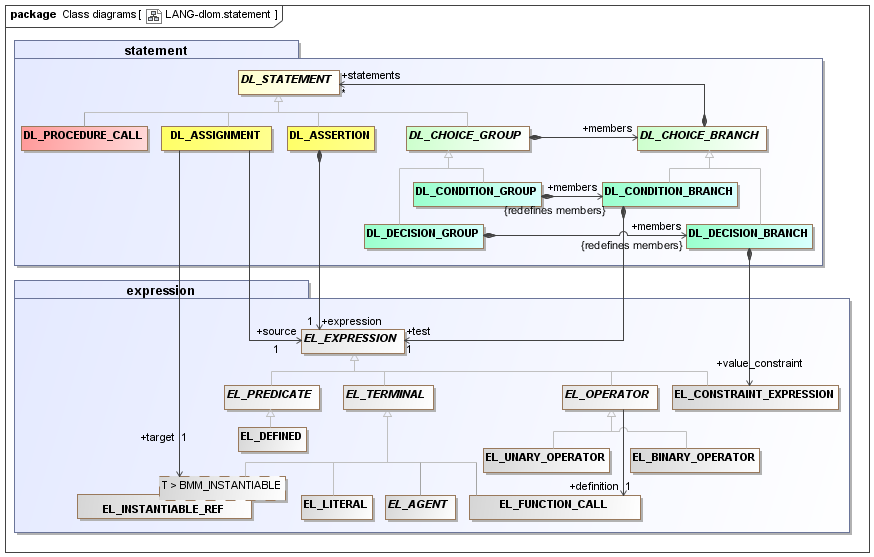 package Class diagrams [ LANG-dlom.statement ]
statement
DL_STATEMENT
+statements
*
DL_PROCEDURE_CALL
DL_ASSIGNMENT
DL_ASSERTION
DL_CHOICE_GROUP
+members
DL_CHOICE_BRANCH
DL_CONDITION_GROUP
+members
DL_CONDITION_BRANCH
{redefines members}
DL_DECISION_GROUP
+members
DL_DECISION_BRANCH
{redefines members}
expression
1
+expression
+source
1
EL_EXPRESSION
+test
1
+value_constraint
EL_PREDICATE
EL_TERMINAL
EL_OPERATOR
EL_CONSTRAINT_EXPRESSION
EL_DEFINED
+target
1
EL_UNARY_OPERATOR
EL_BINARY_OPERATOR
T > BMM_INSTANTIABLE
+definition
1
EL_INSTANTIABLE_REF
EL_LITERAL
EL_AGENT
EL_FUNCTION_CALL